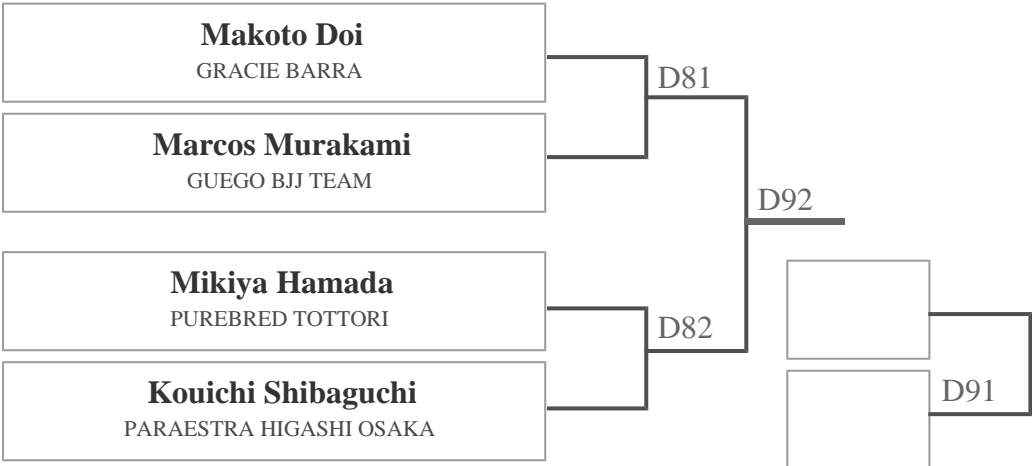 Makoto Doi
GRACIE BARRA
D81
Marcos Murakami
GUEGO BJJ TEAM
D92
Mikiya Hamada
PUREBRED TOTTORI
D82
Kouichi Shibaguchi
PARAESTRA HIGASHI OSAKA
D91